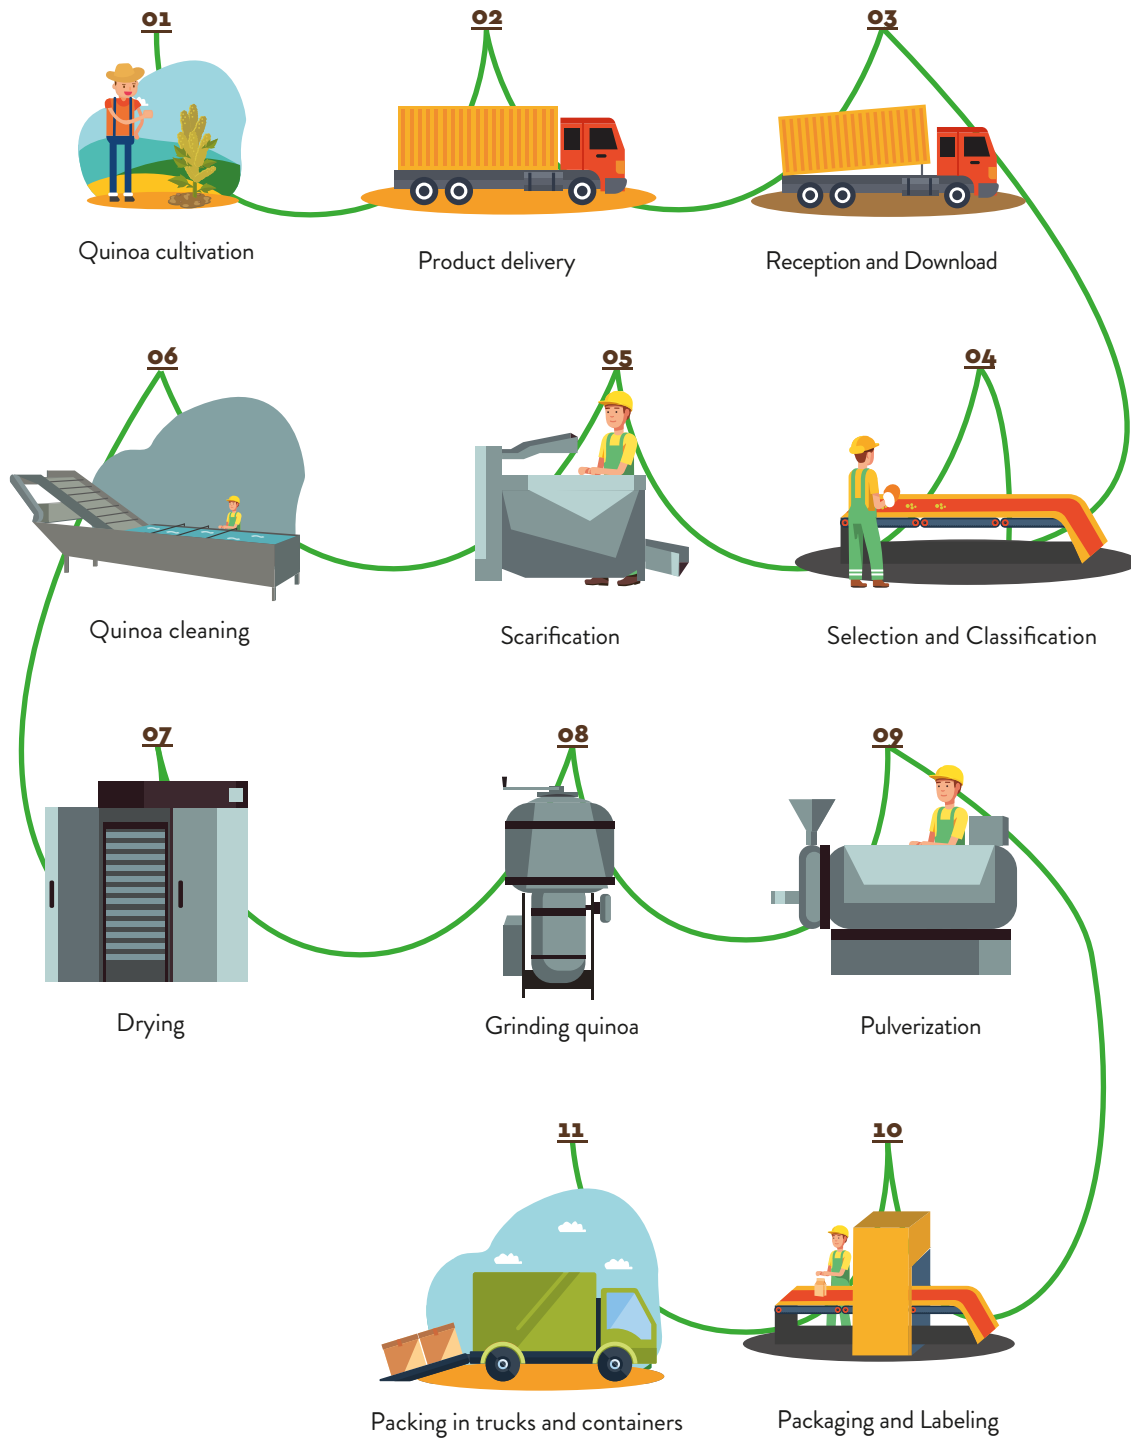 01
Quinoa cultivation
02
Product delivery
03
Reception and Download
04
Selection and Classification
05
Scarification
06
Quinoa cleaning
07
Drying
08
Grinding quinoa
09
Pulverization
10
Packaging and Labeling
11
Packing in trucks and containers